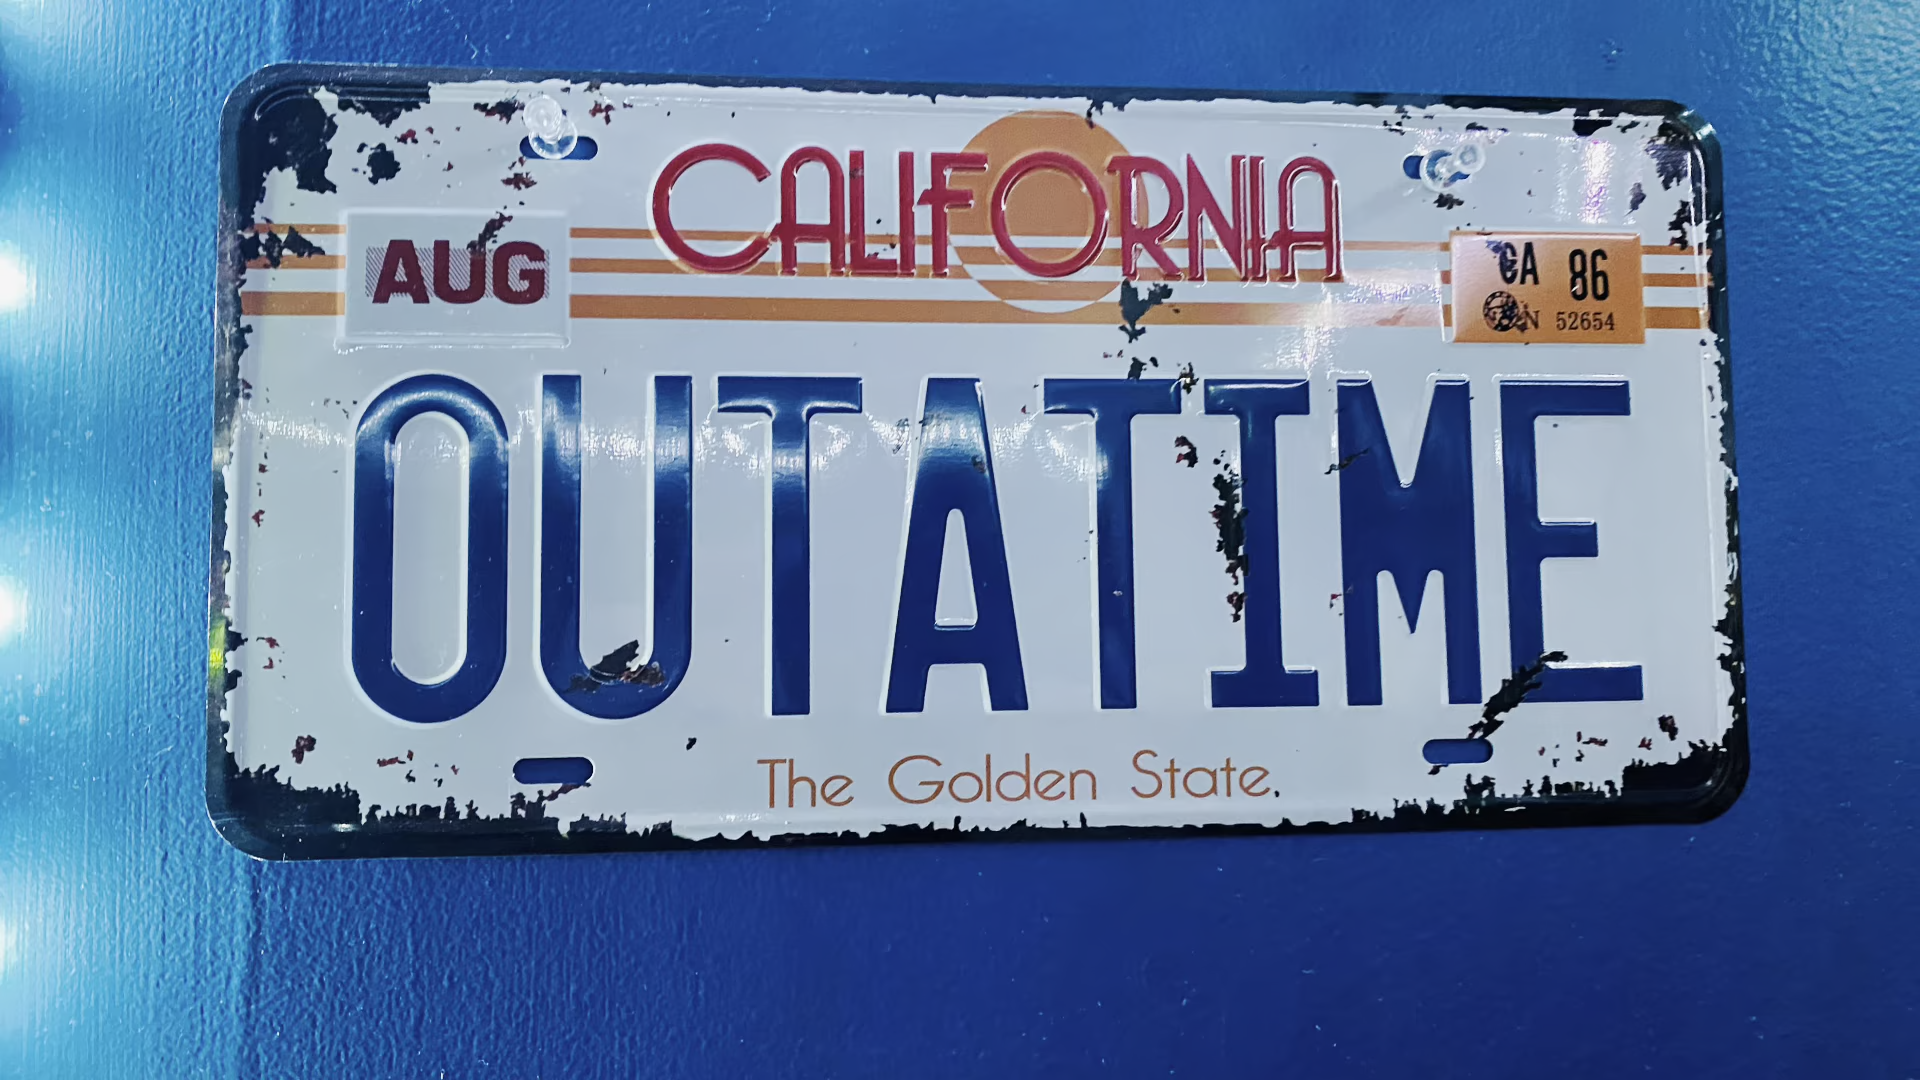 CALIFORNIA
AUG
CA 86
N 52654
OUTATIME
The Golden State.